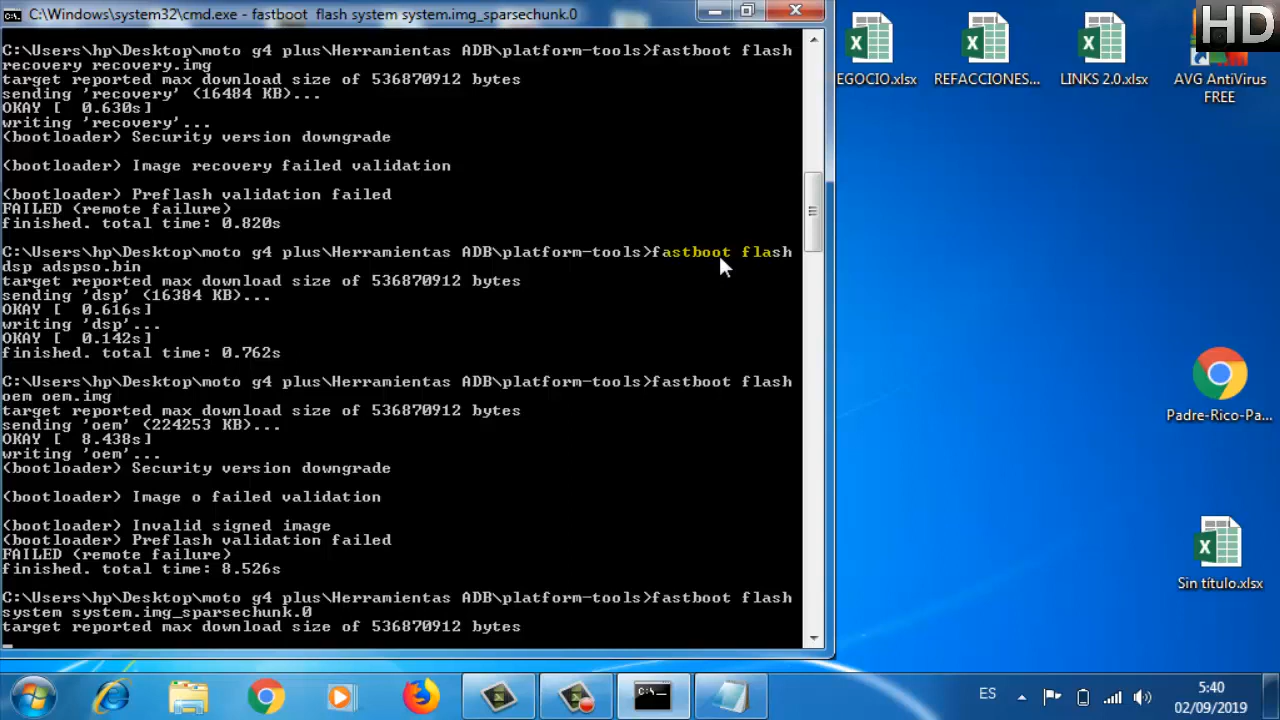 C:\Windows\system32\cmd.exe - fastboot  flash system system.img_sparsechunk.0
C:\Users\hp\Desktop\moto g4 plus\Herramientas ADB\platform-tools>fastboot flash
recovery recovery.img
target reported max download size of 536870912 bytes
sending 'recovery' (16484 KB)...
OKAY [  0.630s]
writing 'recovery'...
(bootloader) Security version downgrade
(bootloader) Image recovery failed validation
(bootloader) Preflash validation failed
FAILED (remote failure)
finished. total time: 0.820s
C:\Users\hp\Desktop\moto g4 plus\Herramientas ADB\platform-tools>fastboot flash
dsp adspso.bin
target reported max download size of 536870912 bytes
sending 'dsp' (16384 KB)...
OKAY [  0.616s]
writing 'dsp'...
OKAY [  0.142s]
finished. total time: 0.762s
C:\Users\hp\Desktop\moto g4 plus\Herramientas ADB\platform-tools>fastboot flash
oem oem.img
target reported max download size of 536870912 bytes
sending 'oem' (224253 KB)...
OKAY [  8.438s]
writing 'oem'...
(bootloader) Security version downgrade
(bootloader) Image o failed validation
(bootloader) Invalid signed image
(bootloader) Preflash validation failed
FAILED (remote failure)
finished. total time: 8.526s
C:\Users\hp\Desktop\moto g4 plus\Herramientas ADB\platform-tools>fastboot flash
system system.img_sparsechunk.0
target reported max download size of 536870912 bytes
HD
EGOCIO.xlsx
REFACCIONES...
LINKS 2.0.xlsx
AVG AntiVirus
FREE
Padre-Rico-Pa...
Sin título.xlsx
C:\_
ES
5:40
02/09/2019